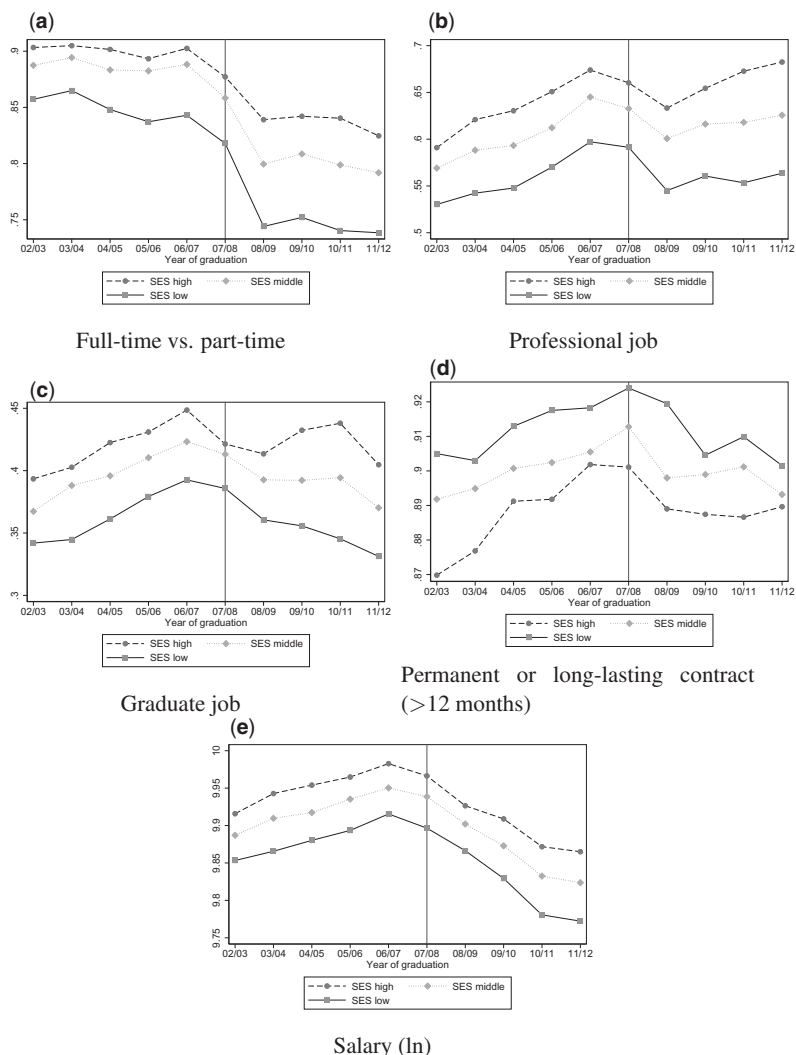 (a)
.9
.85
.8
.75
02/03 03/04 04/05 05/06 06/07 07/08 08/09 09/10 10/11 11/12
Year of graduation
SES high SES middle
SES low
Full-time vs. part-time
(b)
.7
.65
.6
.55
.5
02/03 03/04 04/05 05/06 06/07 07/08 08/09 09/10 10/11 11/12
Year of graduation
SES high SES middle
SES low
Professional job
(c)
.45
.4
.35
.3
02/03 03/04 04/05 05/06 06/07 07/08 08/09 09/10 10/11 11/12
Year of graduation
SES high SES middle
SES low
Graduate job
(d)
.92
.91
.9
.89
.88
.87
02/03 03/04 04/05 05/06 06/07 07/08 08/09 09/10 10/11 11/12
Year of graduation
SES high SES middle
SES low
Permanent or long-lasting contract
(>12 months)
(e)
10
9.95
9.9
9.85
9.8
9.75
02/03 03/04 04/05 05/06 06/07 07/08 08/09 09/10 10/11 11/12
Year of graduation
SES high SES middle
SES low
Salary (ln)